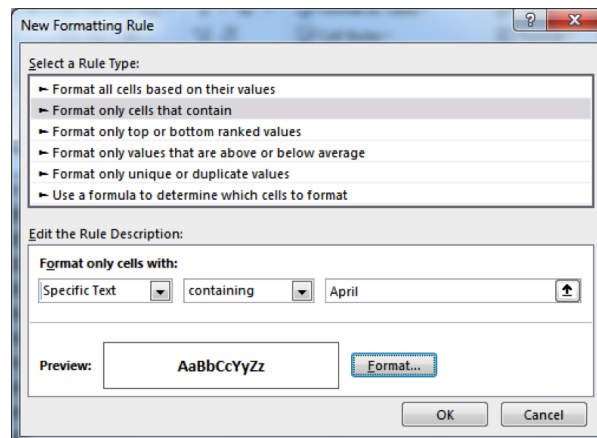 New Formatting Rule
Select a Rule Type:
► Format all cells based on their values
► Format only cells that contain
► Format only top or bottom ranked values
► Format only values that are above or below average
► Format only unique or duplicate values
► Use a formula to determine which cells to format
Edit the Rule Description:
Format only cells with:
Specific Text containing April
Preview: AaBbCcYyZz Format...
OK Cancel